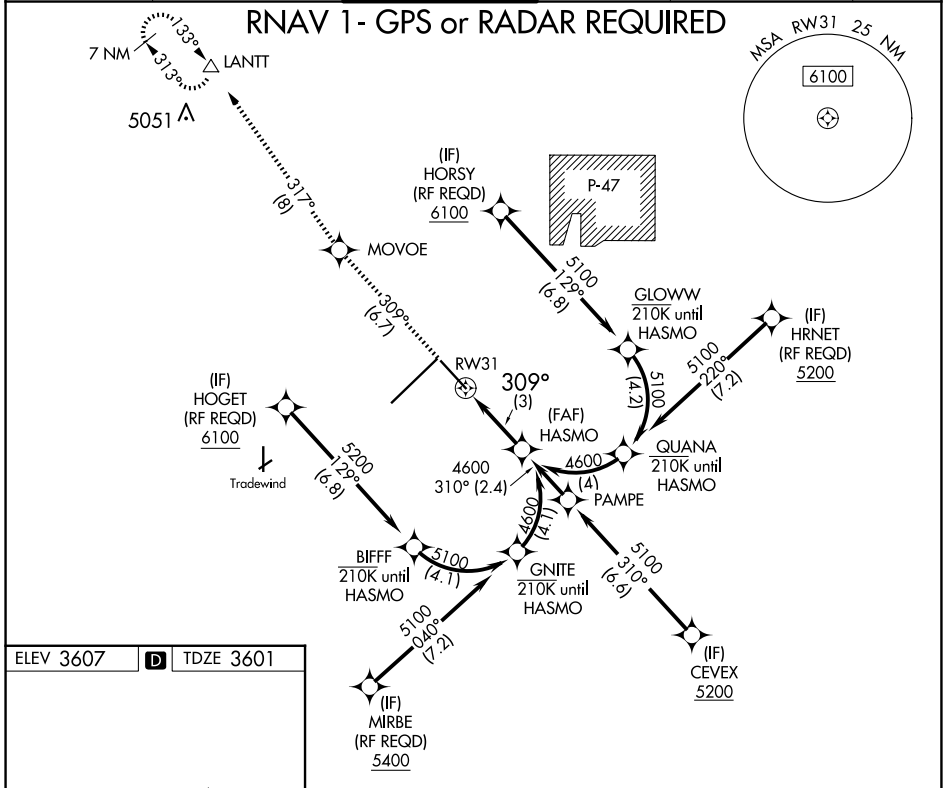 RNAV 1 - GPS or RADAR REQUIRED
MSA RW31 25 NM
6100
7 NM
133°
313°
LANTT
5051
317°
(8)
MOVOE
309°
(6.7)
(IF)
HORSY
(RF REQD)
6100
P-47
5100
129°
(6.8)
GLOWW
210K until
HASMO
5100
(4.2)
(IF)
HRNET
(RF REQD)
5200
5100
220°
(7.2)
RW31
309°
(3)
(FAF)
HASMO
QUANA
210K until
HASMO
4600
(4)
4600
310° (2.4)
PAMPE
(IF)
HOGET
(RF REQD)
6100
Tradewind
5200
129°
(6.8)
BIFFF
210K until
HASMO
5100
(4.1)
4600
(4.1)
GNITE
210K until
HASMO
5100
310°
(6.6)
5100
040°
(7.2)
(IF)
CEVEX
5200
(IF)
MIRBE
(RF REQD)
5400
ELEV 3607 D TDZE 3601